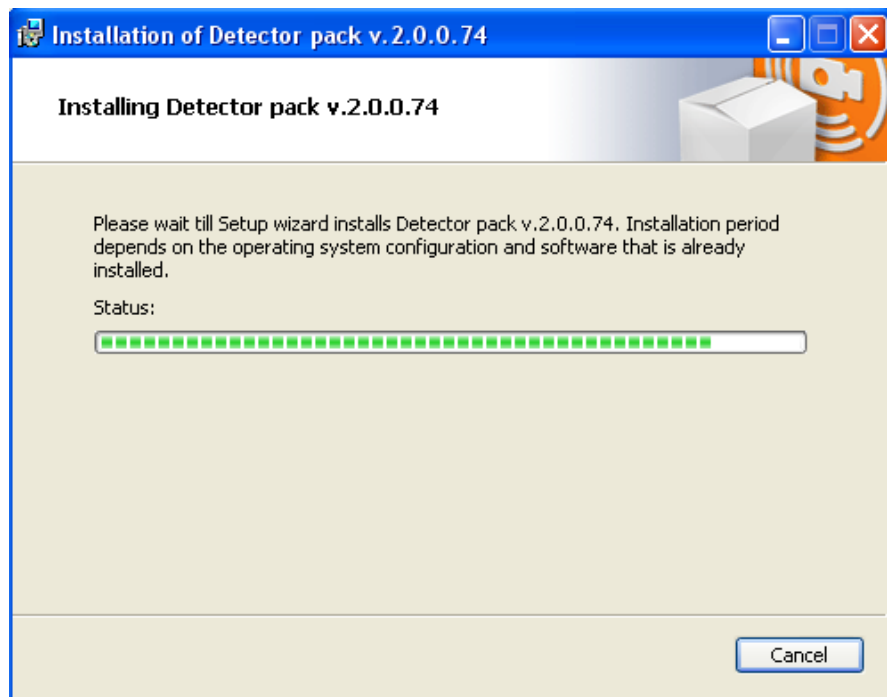 Installation of Detector pack v.2.0.0.74
Installing Detector pack v.2.0.0.74
Please wait till Setup wizard installs Detector pack v.2.0.0.74. Installation period
depends on the operating system configuration and software that is already
installed.
Status:
Cancel